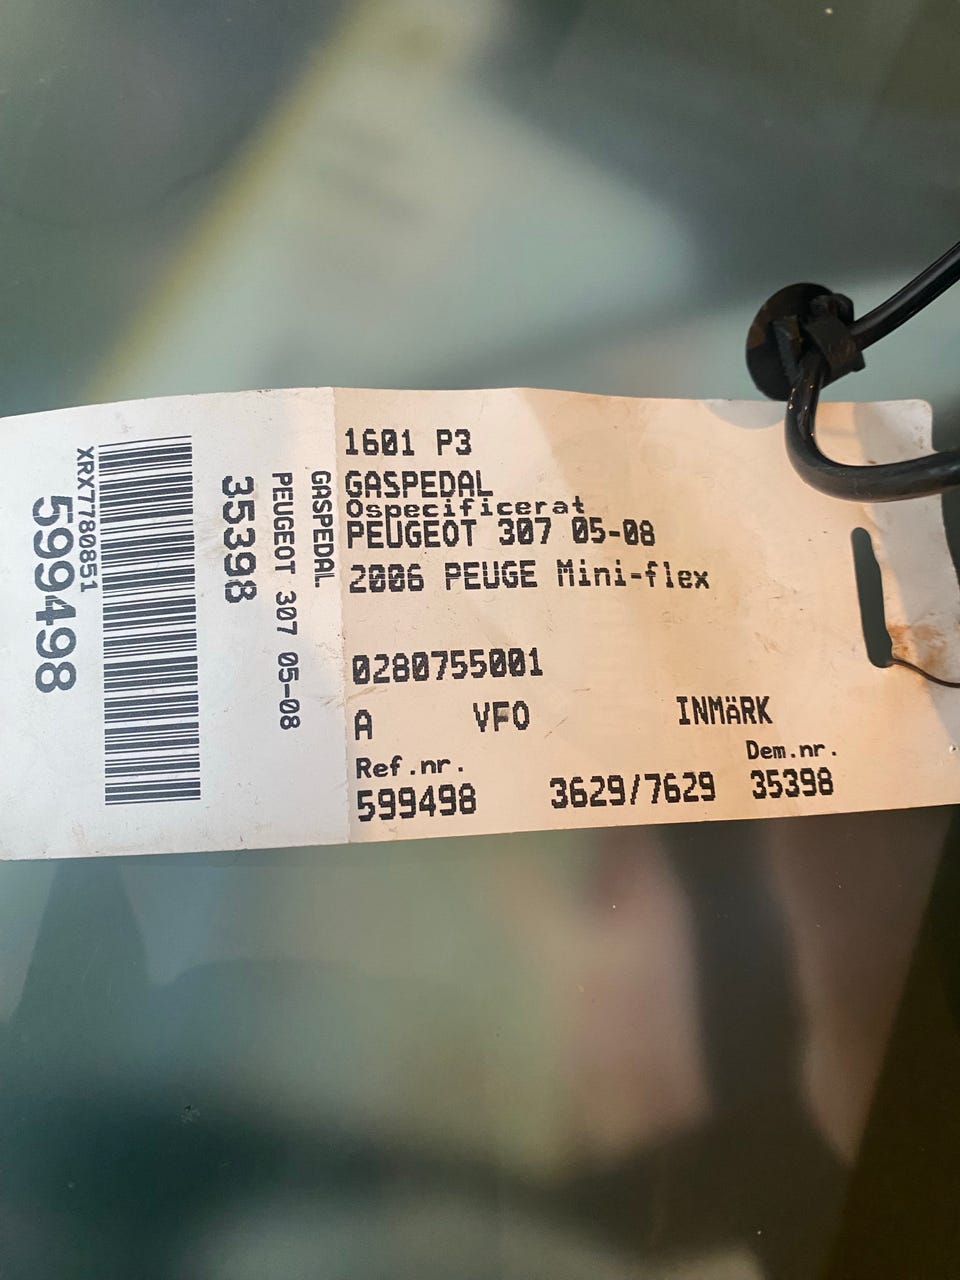 1601 P3
GASPEDAL
Ospecificerat
PEUGEOT 307 05-08
2006 PEUGE Mini-flex
0280755001
A VFO INMÄRK
Ref.nr. Dem.nr.
599498 3629/7629 35398
GASPEDAL
PEUGEOT 307 05-08
35398
XRX7780851
599498